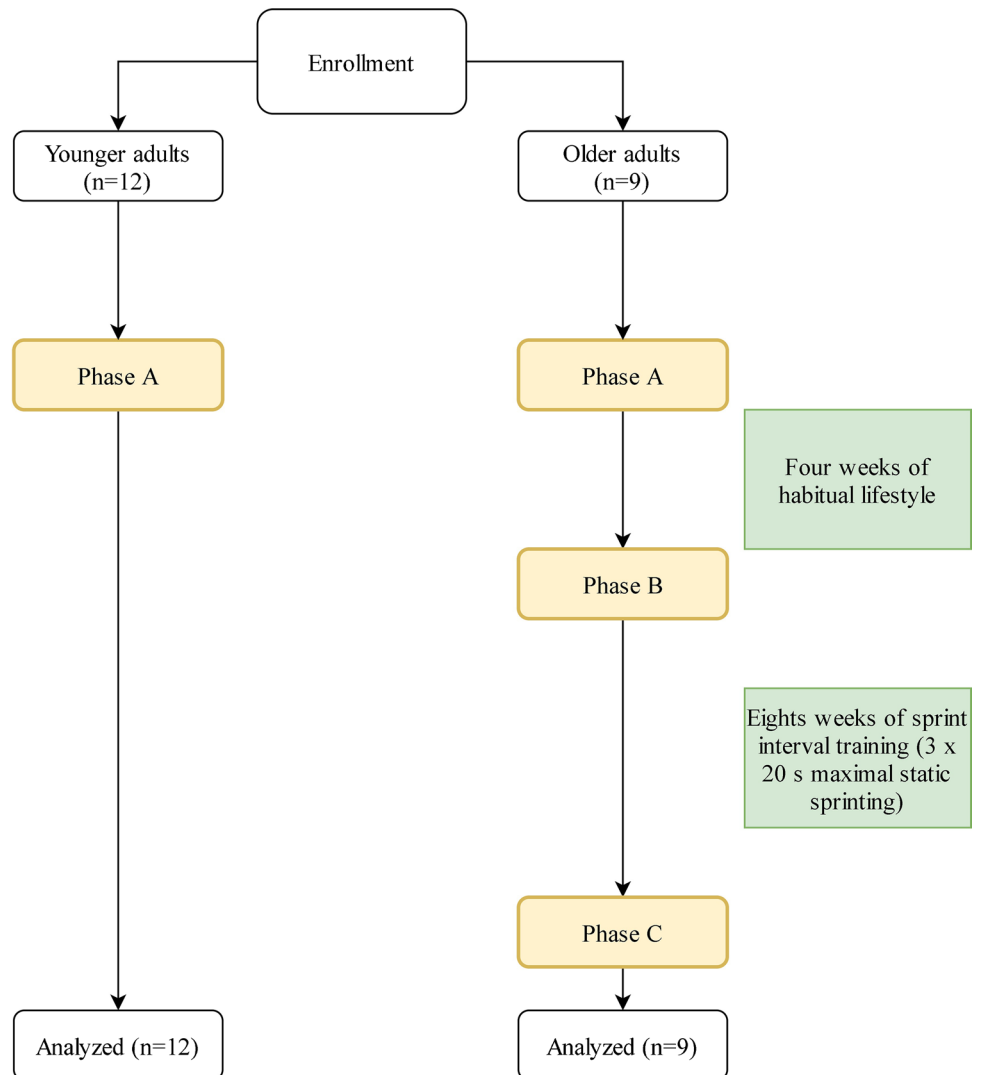 Enrollment
Younger adults
(n=12)
Older adults
(n=9)
Phase A
Phase A
Four weeks of
habitual lifestyle
Phase B
Eights weeks of sprint
interval training (3 x
20 s maximal static
sprinting)
Phase C
Analyzed (n=12)
Analyzed (n=9)